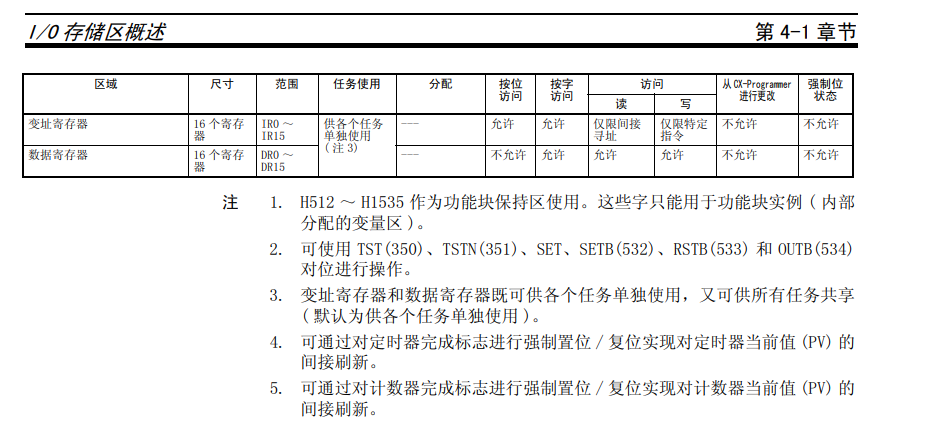 I/O 存储区概述 第 4-1 章节
区域 尺寸 范围 任务使用 分配 按位访问 按字访问 访问 从 CX-Programmer 进行更改 强制位状态
读 写
变址寄存器 16 个寄存器 IR0 ～ IR15 供各个任务单独使用 ( 注 3) --- 允许 允许 仅限间接寻址 仅限特定指令 不允许 不允许
数据寄存器 16 个寄存器 DR0 ～ DR15 --- 不允许 允许 允许 允许 不允许 不允许
注 1. H512 ～ H1535 作为功能块保持区使用。这些字只能用于功能块实例 ( 内部
分配的变量区 )。
2. 可使用 TST(350)、TSTN(351)、SET、SETB(532)、RSTB(533) 和 OUTB(534)
对位进行操作。
3. 变址寄存器和数据寄存器既可供各个任务单独使用，又可供所有任务共享
( 默认为供各个任务单独使用 )。
4. 可通过对定时器完成标志进行强制置位 / 复位实现对定时器当前值 (PV) 的
间接刷新。
5. 可通过对计数器完成标志进行强制置位 / 复位实现对计数器当前值 (PV) 的
间接刷新。